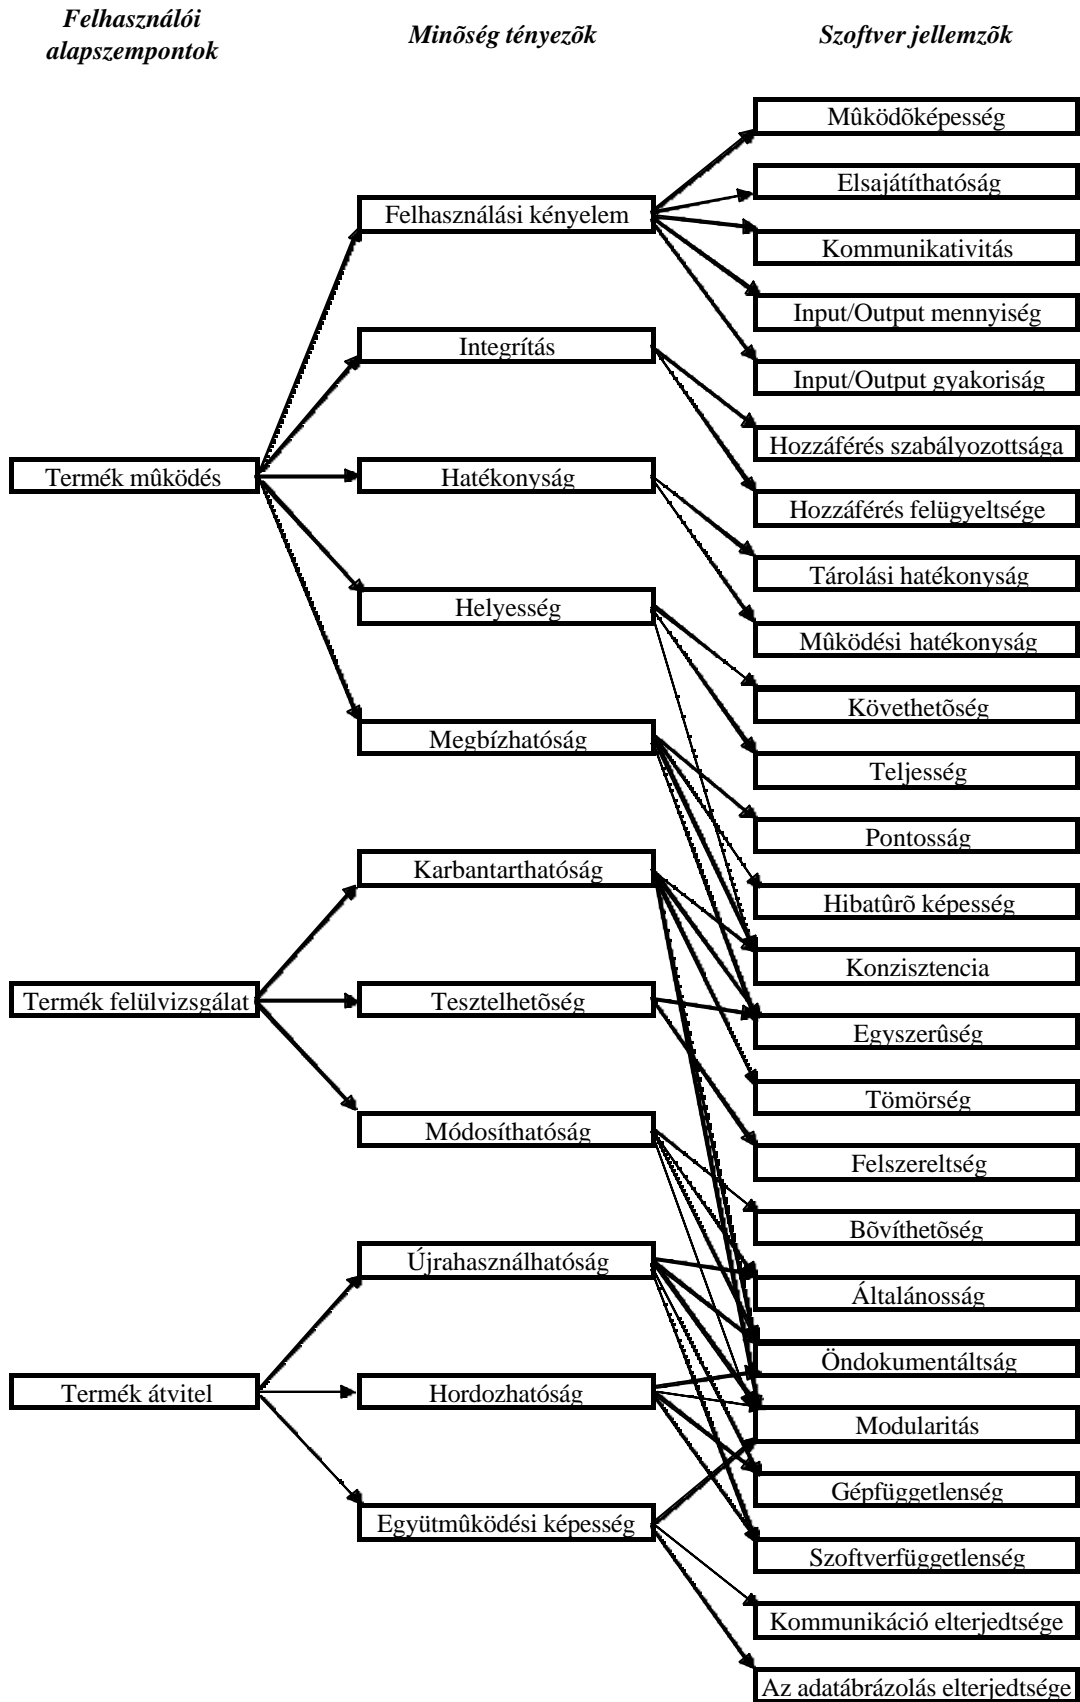 Felhasználói
alapszempontok
Minõség tényezõk
Szoftver jellemzõk
Mûködõképesség
Elsajátíthatóság
Felhasználási kényelem
Kommunikativitás
Input/Output mennyiség
Integrítás
Input/Output gyakoriság
Hozzáférés szabályozottsága
Termék mûködés
Hatékonyság
Hozzáférés felügyeltsége
Tárolási hatékonyság
Helyesség
Mûködési hatékonyság
Követhetõség
Megbízhatóság
Teljesség
Pontosság
Karbantarthatóság
Hibatûrõ képesség
Konzisztencia
Termék felülvizsgálat
Tesztelhetõség
Egyszerûség
Tömörség
Módosíthatóság
Felszereltség
Bõvíthetõség
Újrahasználhatóság
Általánosság
Öndokumentáltság
Termék átvitel
Hordozhatóság
Modularitás
Gépfüggetlenség
Együtmûködési képesség
Szoftverfüggetlenség
Kommunikáció elterjedtsége
Az adatábrázolás elterjedtsége